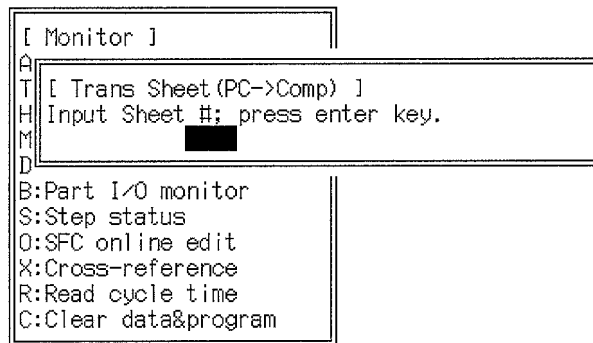 [ Monitor ]
A
T
[ Trans Sheet(PC->Comp) ]
H
Input Sheet #; press enter key.
M
D
B:Part I/O monitor
S:Step status
O:SFC online edit
X:Cross-reference
R:Read cycle time
C:Clear data&program